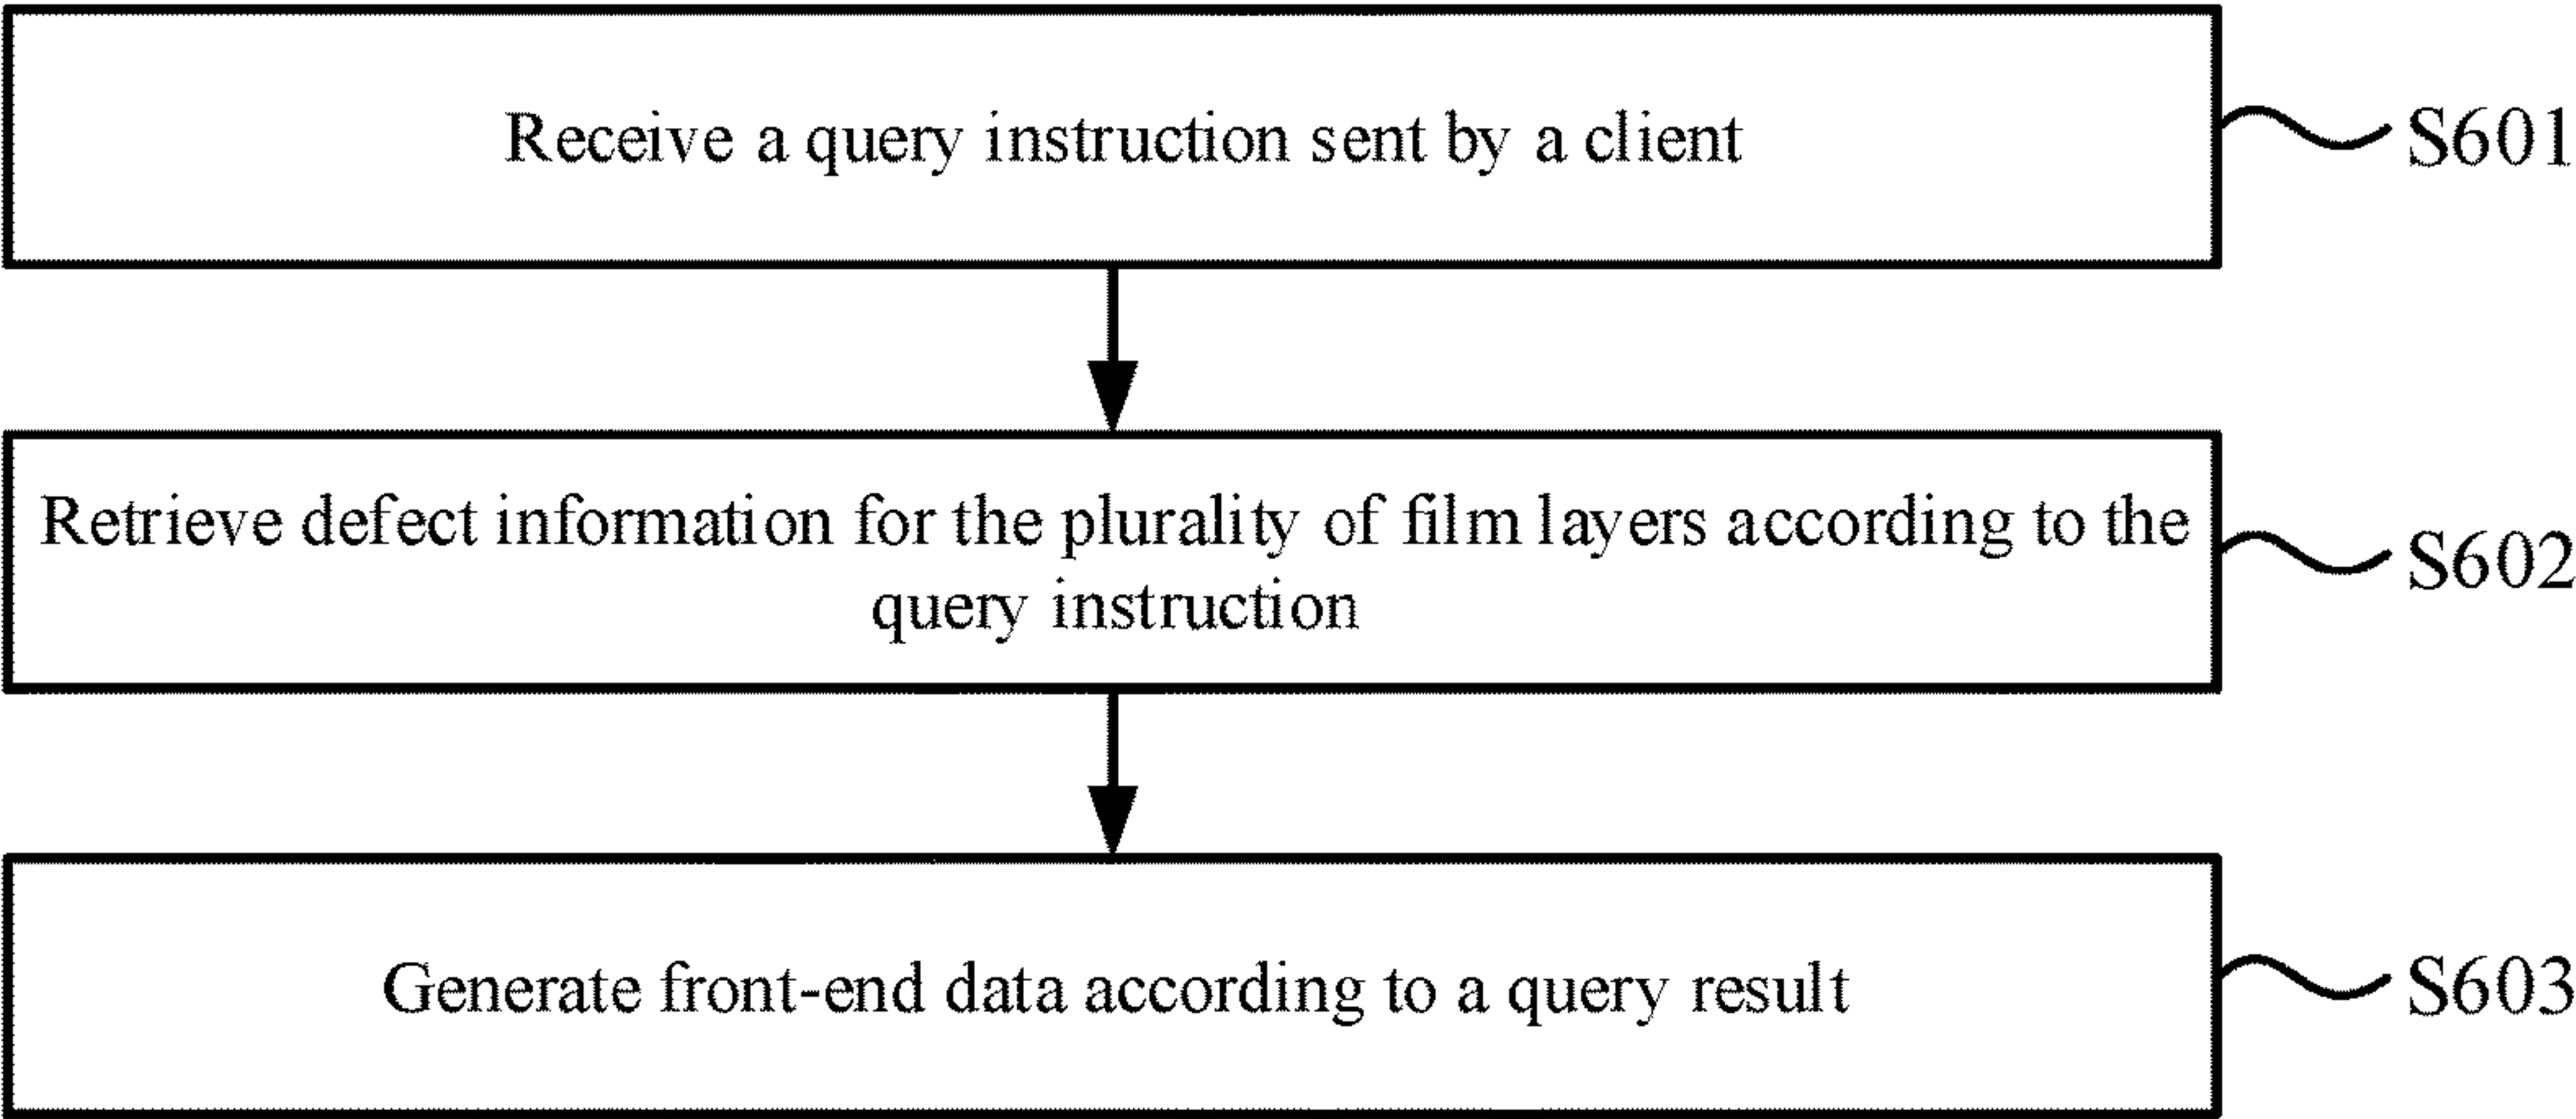 Receive a query instruction sent by a client
S601
Retrieve defect information for the plurality of film layers according to the
query instruction
S602
Generate front-end data according to a query result
S603